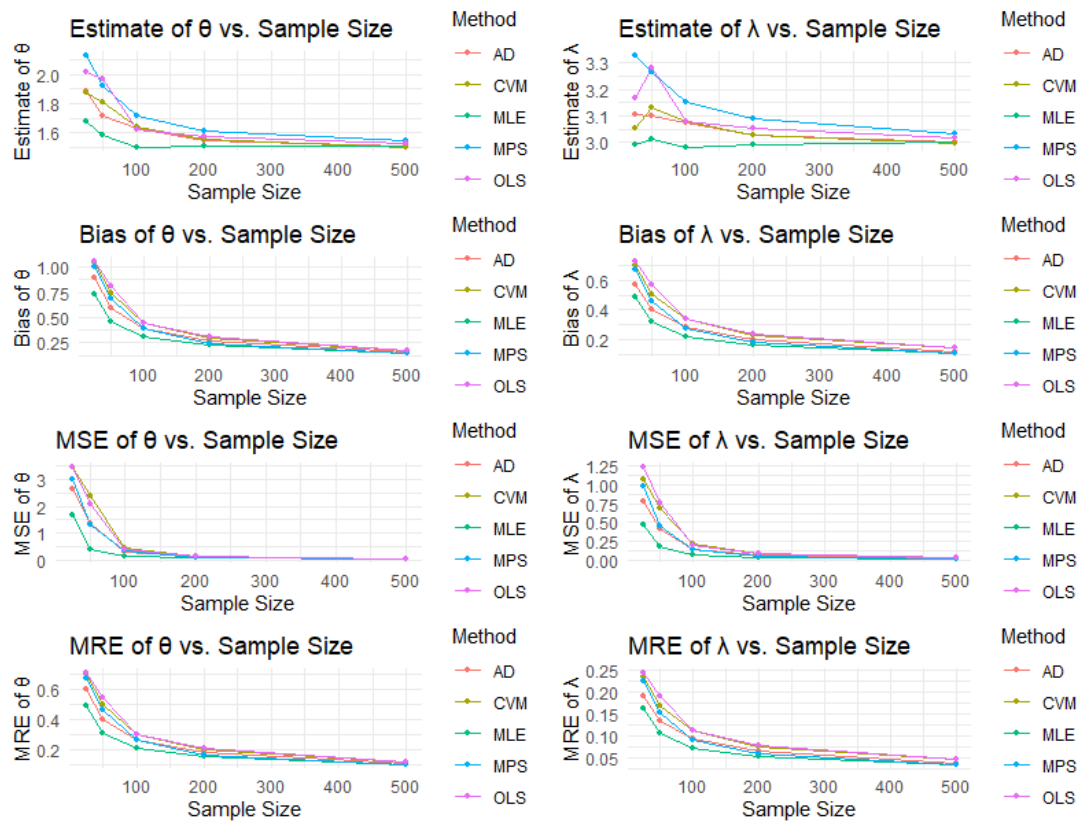 Estimate of θ vs. Sample Size
Estimate of θ
2.0
1.8
1.6
100 200 300 400 500
Sample Size
Method
AD
CVM
MLE
MPS
OLS
Estimate of λ vs. Sample Size
Estimate of λ
3.3
3.2
3.1
3.0
100 200 300 400 500
Sample Size
Method
AD
CVM
MLE
MPS
OLS
Bias of θ vs. Sample Size
Bias of θ
1.00
0.75
0.50
0.25
100 200 300 400 500
Sample Size
Method
AD
CVM
MLE
MPS
OLS
Bias of λ vs. Sample Size
Bias of λ
0.6
0.4
0.2
100 200 300 400 500
Sample Size
Method
AD
CVM
MLE
MPS
OLS
MSE of θ vs. Sample Size
MSE of θ
3
2
1
0
100 200 300 400 500
Sample Size
Method
AD
CVM
MLE
MPS
OLS
MSE of λ vs. Sample Size
MSE of λ
1.25
1.00
0.75
0.50
0.25
0.00
100 200 300 400 500
Sample Size
Method
AD
CVM
MLE
MPS
OLS
MRE of θ vs. Sample Size
MRE of θ
0.6
0.4
0.2
100 200 300 400 500
Sample Size
Method
AD
CVM
MLE
MPS
OLS
MRE of λ vs. Sample Size
MRE of λ
0.25
0.20
0.15
0.10
0.05
100 200 300 400 500
Sample Size
Method
AD
CVM
MLE
MPS
OLS